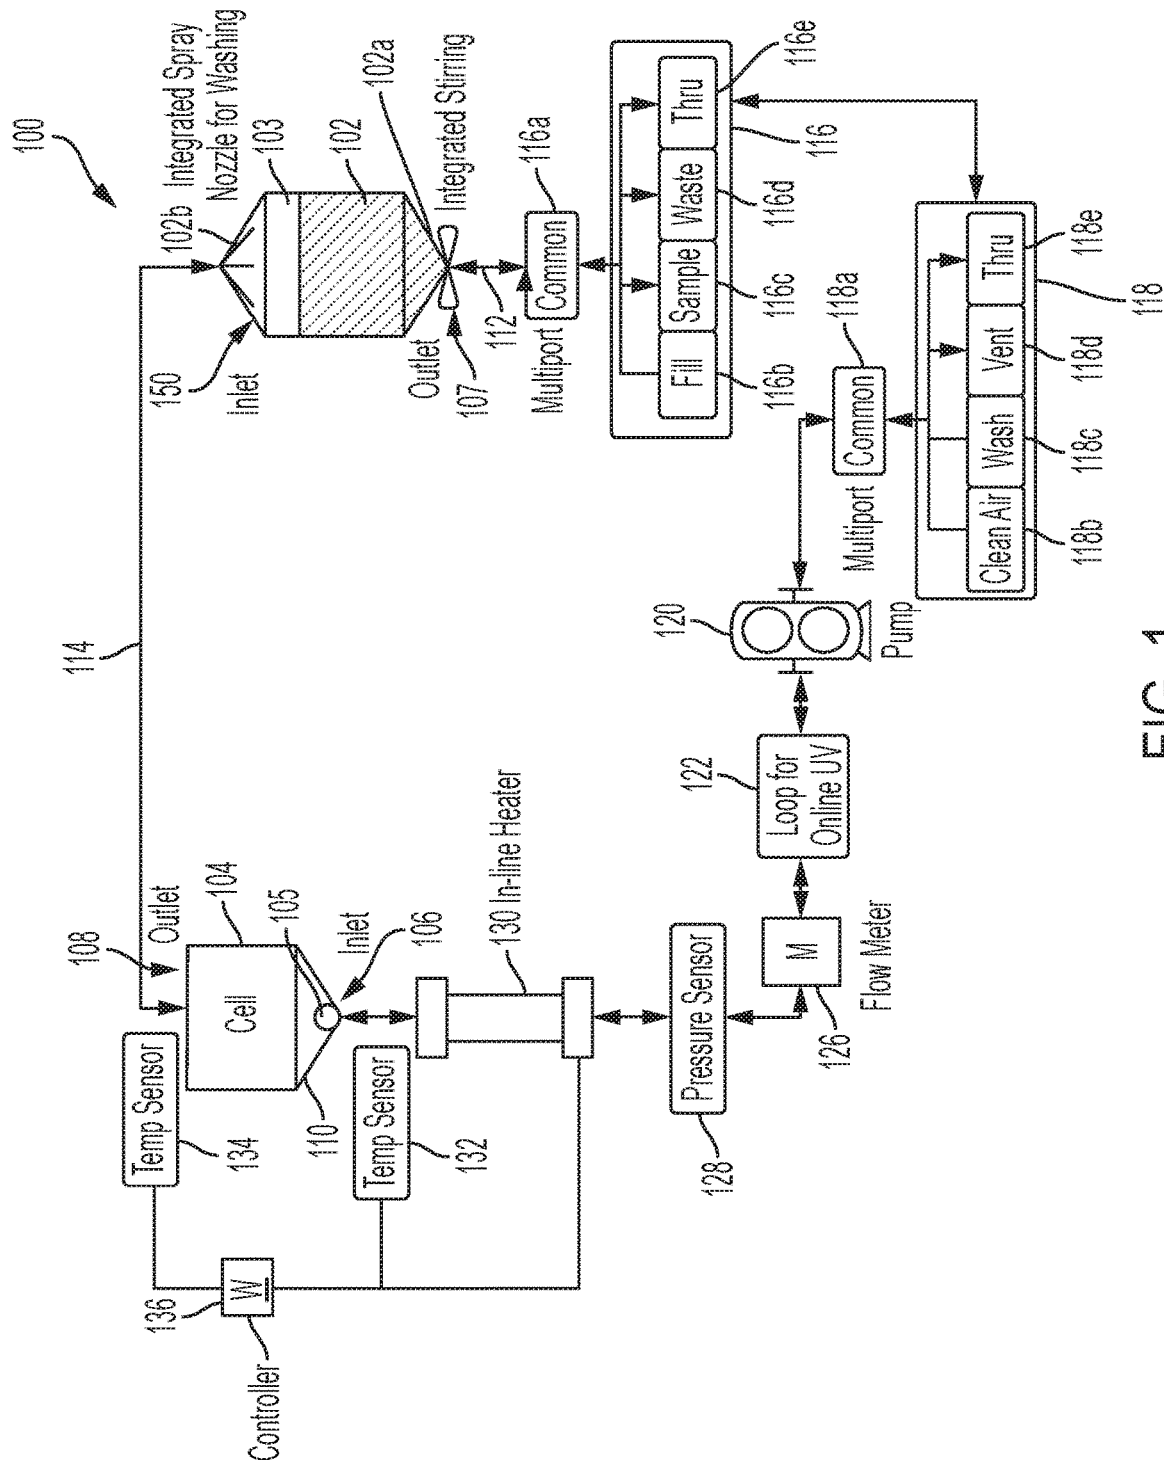 100
Integrated Spray
Nozzle for Washing
102b
103
102
102a
150
Inlet
Outlet
107
112
Integrated Stirring
116a
Multiport
Common
Fill
Sample
Waste
Thru
116b
116c
116d
116e
116
114
118a
Multiport
Common
Clean Air
Wash
Vent
Thru
118b
118c
118d
118e
118
120
Pump
122
Loop for
Online UV
M
126
Flow Meter
Pressure Sensor
128
130 In-line Heater
Inlet
106
105
104
Cell
108
Outlet
110
Temp Sensor
134
Temp Sensor
132
136
W
Controller
FIG. 1